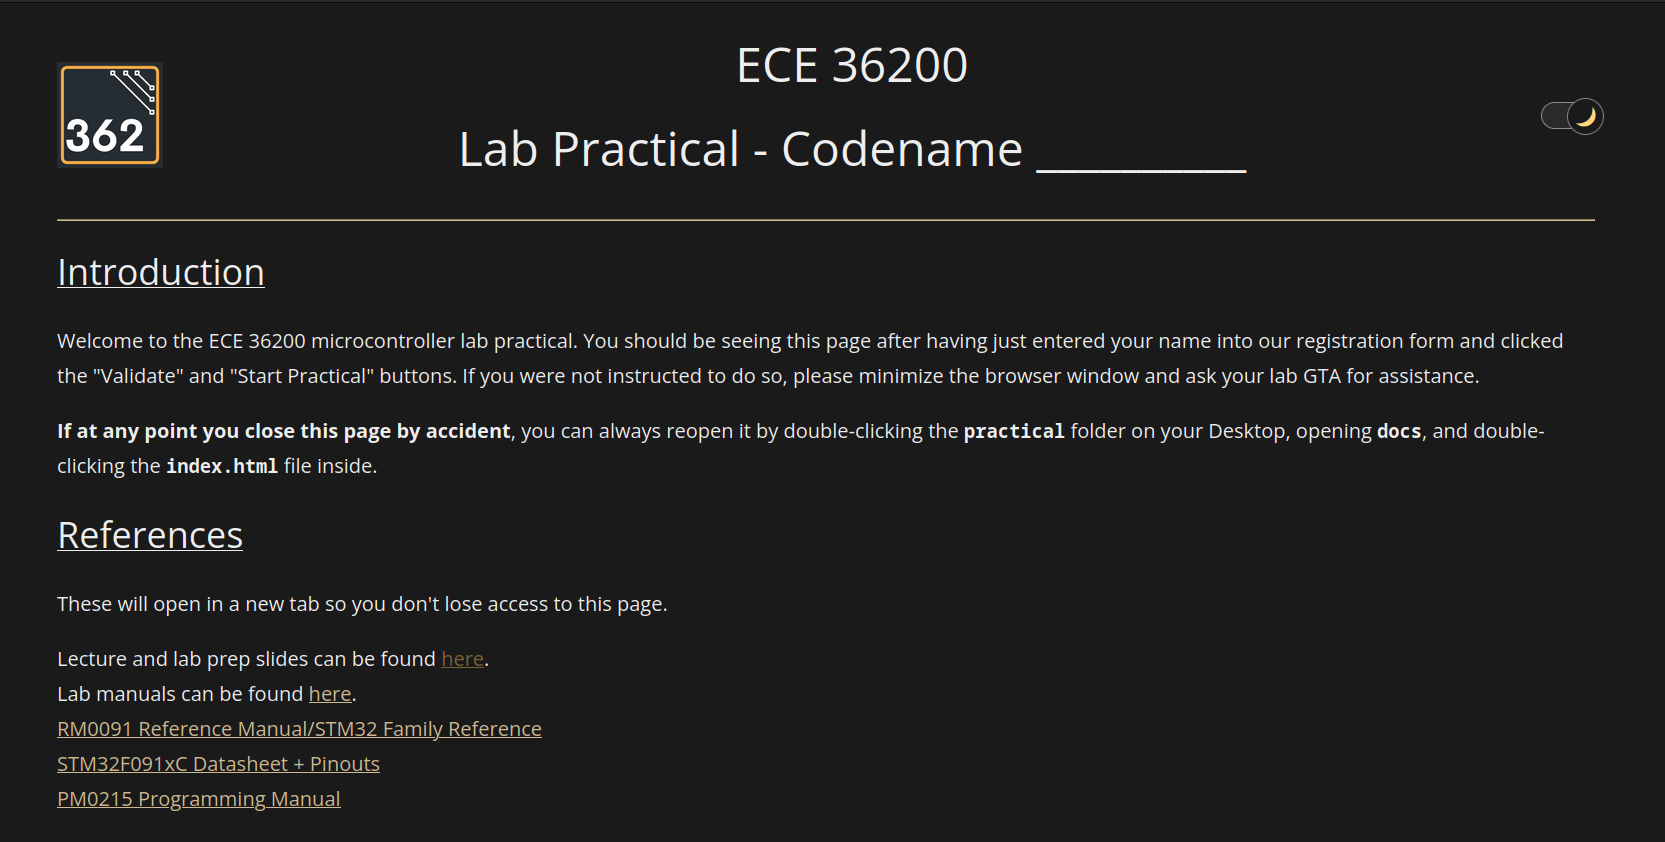 362
ECE 36200
Lab Practical - Codename __________
Introduction
Welcome to the ECE 36200 microcontroller lab practical. You should be seeing this page after having just entered your name into our registration form and clicked
the "Validate" and "Start Practical" buttons. If you were not instructed to do so, please minimize the browser window and ask your lab GTA for assistance.
If at any point you close this page by accident, you can always reopen it by double-clicking the practical folder on your Desktop, opening docs, and double-
clicking the index.html file inside.
References
These will open in a new tab so you don't lose access to this page.
Lecture and lab prep slides can be found here.
Lab manuals can be found here.
RM0091 Reference Manual/STM32 Family Reference
STM32F091xC Datasheet + Pinouts
PM0215 Programming Manual